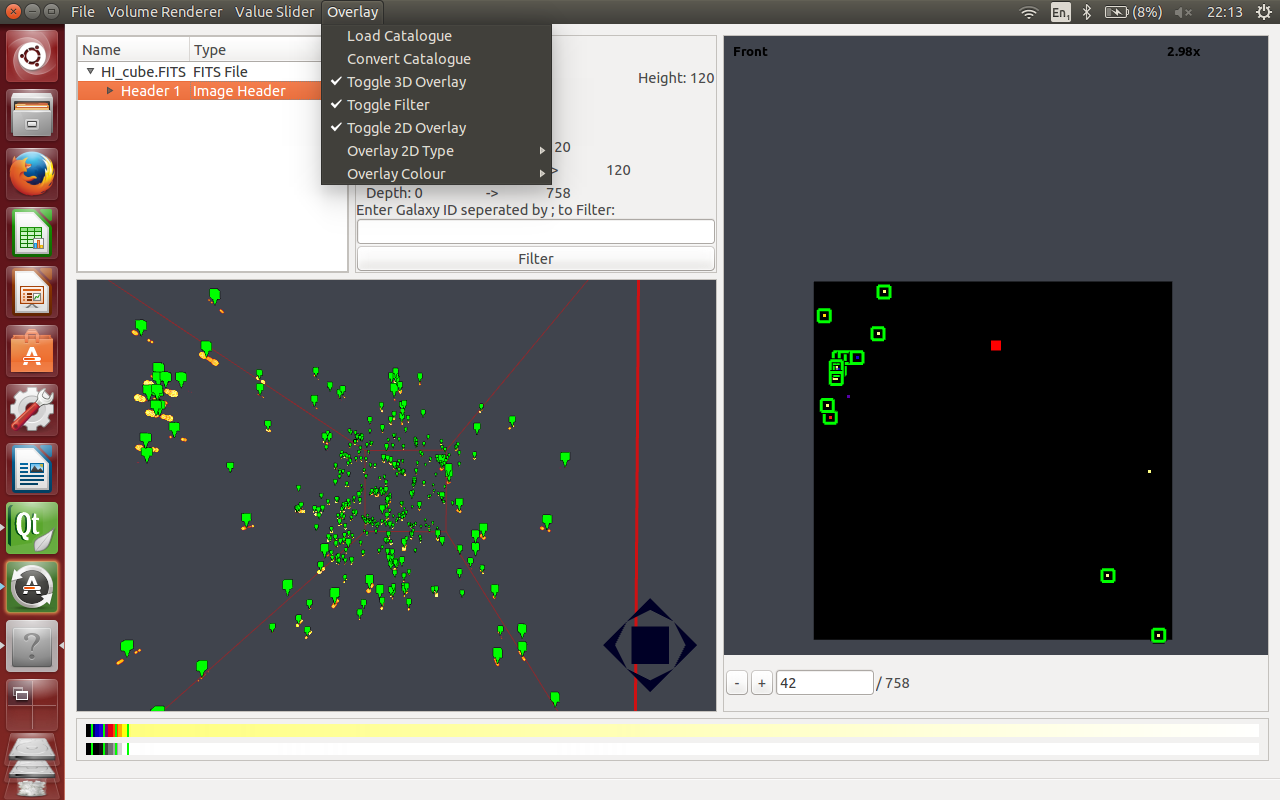 File Volume Renderer Value Slider Overlay En1 (8%) 22:13
Load Catalogue
Convert Catalogue
Toggle 3D Overlay
Toggle Filter
Toggle 2D Overlay
Overlay 2D Type
Overlay Colour
Name Type
HI_cube.FITS FITS File
Header 1 Image Header
Height: 120
20
> 120
Depth: 0 -> 758
Enter Galaxy ID seperated by ; to Filter:
Filter
Front 2.98x
- + 42 / 758
Qt